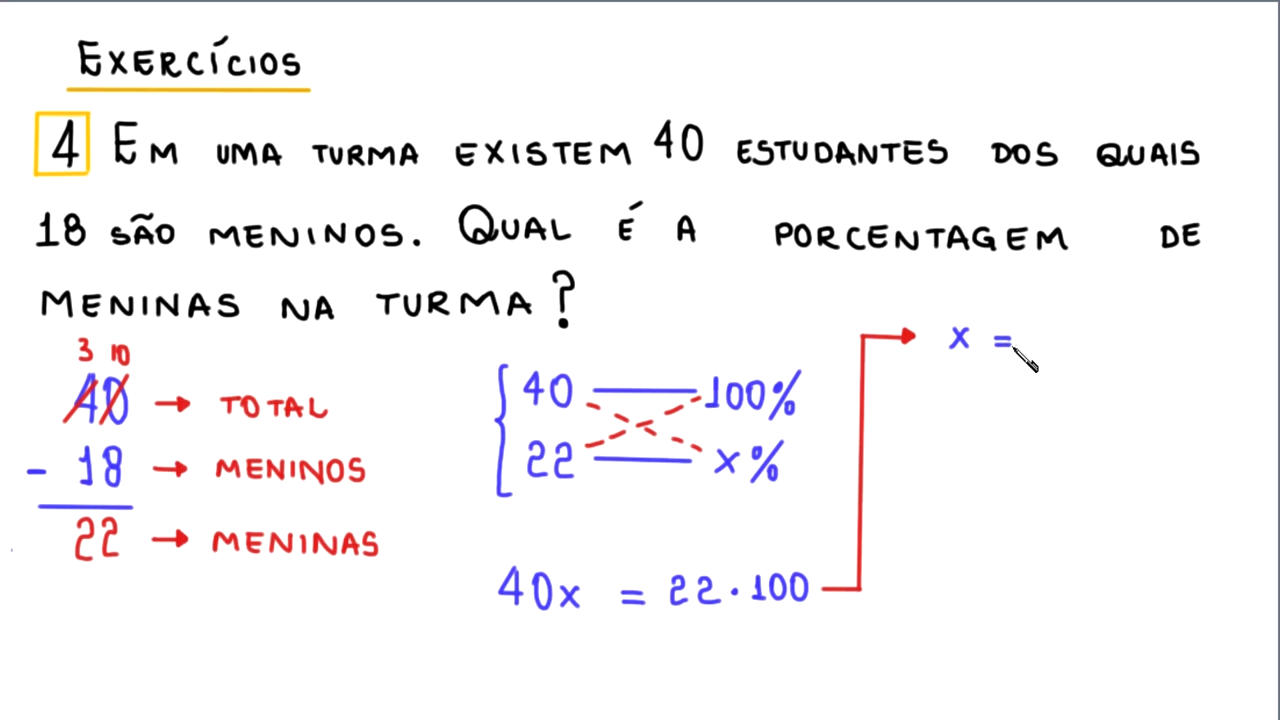 EXERCÍCIOS
4 EM UMA TURMA EXISTEM 40 ESTUDANTES DOS QUAIS
18 SÃO MENINOS. QUAL É A PORCENTAGEM DE
MENINAS NA TURMA?
3 10
40 → TOTAL
- 18 → MENINOS
22 → MENINAS
40 100%
22 x%
40x = 22·100
x =